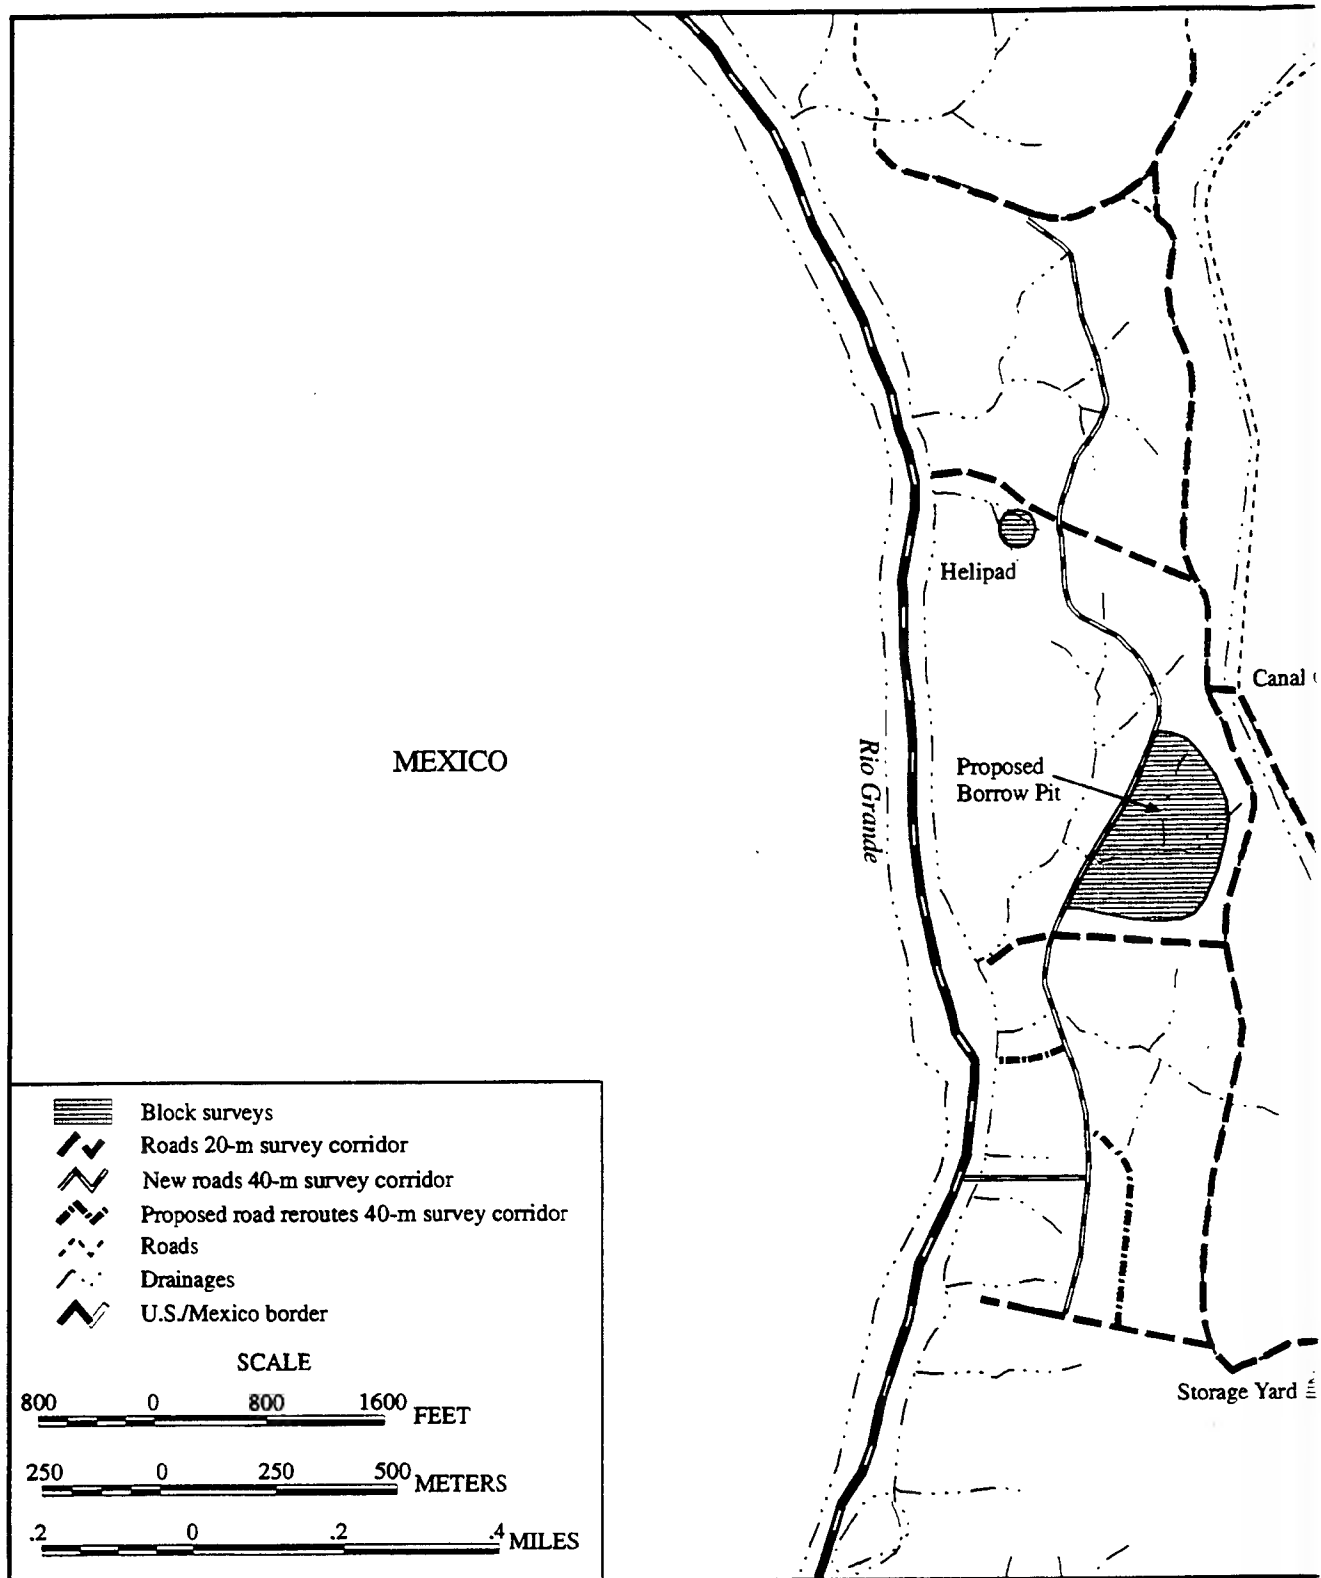 Helipad
Canal
MEXICO
Rio Grande
Proposed
Borrow Pit
Block surveys
Roads 20-m survey corridor
New roads 40-m survey corridor
Proposed road reroutes 40-m survey corridor
Roads
Drainages
U.S./Mexico border
SCALE
800 0 800 1600 FEET
250 0 250 500 METERS
.2 0 .2 .4 MILES
Storage Yard